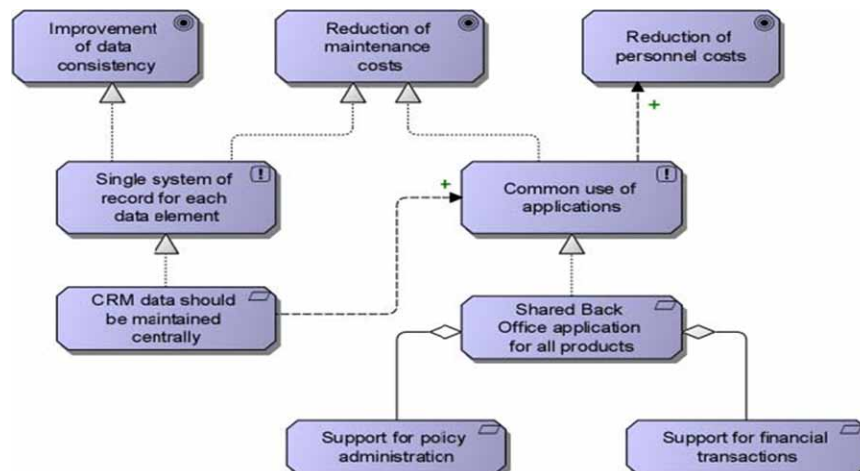 Improvement
of data
consistency
Reduction of
maintenance
costs
Reduction of
personnel costs
+
Single system of
record for each
data element
!
+
Common use of
applications
!
CRM data should
be maintained
centrally
Shared Back
Office application
for all products
Support for policy
administration
Support for financial
transactions